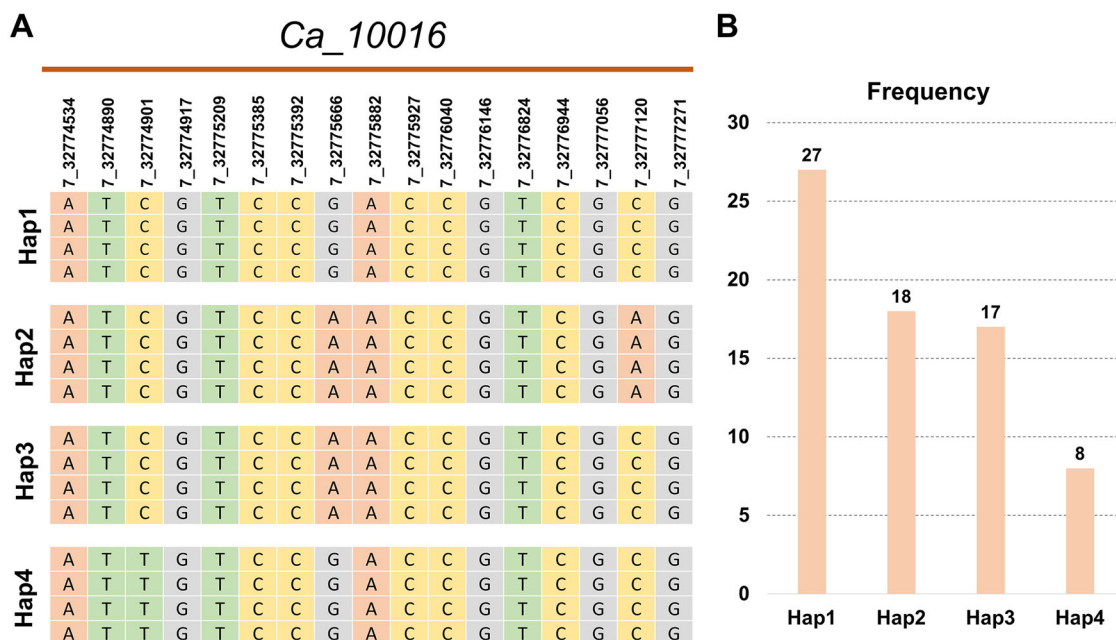 A
Ca_10016
7_32774534 7_32774890 7_32774901 7_32774917 7_32775209 7_32775385 7_32775392 7_32775666 7_32775882 7_32775927 7_32776040 7_32776146 7_32776824 7_32776944 7_32777056 7_32777120 7_32777271
Hap1
A T C G T C C G A C C G T C G C G
A T C G T C C G A C C G T C G C G
A T C G T C C G A C C G T C G C G
A T C G T C C G A C C G T C G C G
Hap2
A T C G T C C A A C C G T C G A G
A T C G T C C A A C C G T C G A G
A T C G T C C A A C C G T C G A G
A T C G T C C A A C C G T C G A G
Hap3
A T C G T C C A A C C G T C G C G
A T C G T C C A A C C G T C G C G
A T C G T C C A A C C G T C G C G
A T C G T C C A A C C G T C G C G
Hap4
A T T G T C C G A C C G T C G C G
A T T G T C C G A C C G T C G C G
A T T G T C C G A C C G T C G C G
A T T G T C C G A C C G T C G C G
B
Frequency
30
25
20
15
10
5
0
27
18
17
8
Hap1 Hap2 Hap3 Hap4